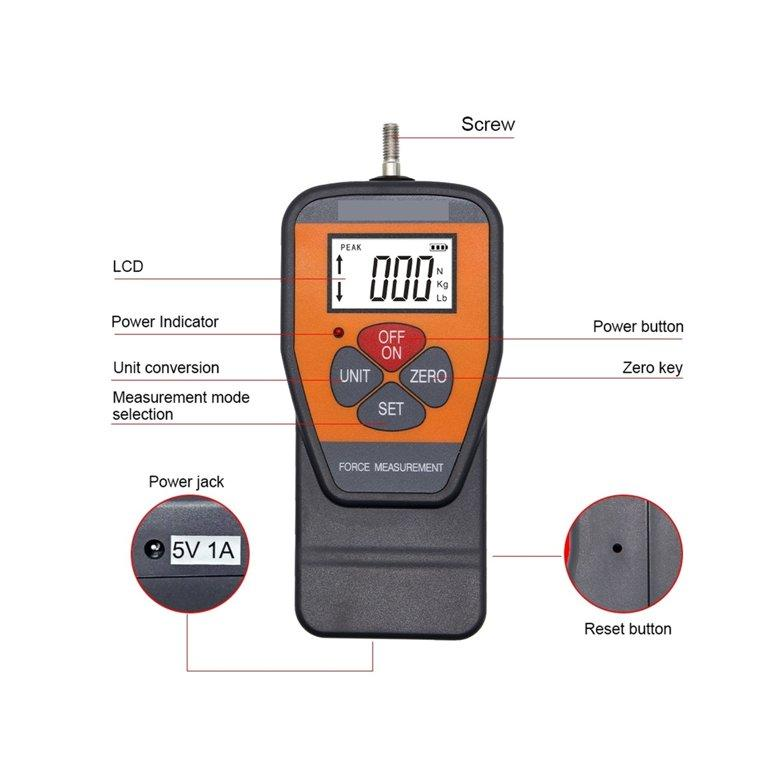 Screw
PEAK
000
N
Kg
Lb
LCD
Power Indicator
OFF
ON
Power button
Unit conversion
UNIT
ZERO
Zero key
Measurement mode
selection
SET
FORCE MEASUREMENT
Power jack
5V 1A
Reset button